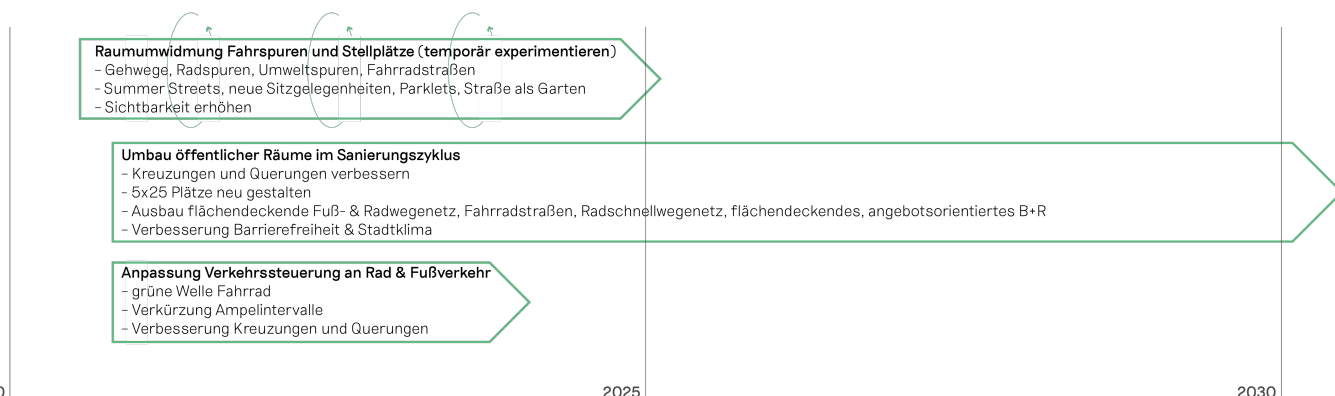 Raumumwidmung Fahrspuren und Stellplätze (temporär experimentieren)
– Gehwege, Radspuren, Umweltspuren, Fahrradstraßen
– Summer Streets, neue Sitzgelegenheiten, Parklets, Straße als Garten
– Sichtbarkeit erhöhen
Umbau öffentlicher Räume im Sanierungszyklus
– Kreuzungen und Querungen verbessern
– 5x25 Plätze neu gestalten
– Ausbau flächendeckende Fuß- & Radwegenetz, Fahrradstraßen, Radschnellwegenetz, flächendeckendes, angebotsorientiertes B+R
– Verbesserung Barrierefreiheit & Stadtklima
Anpassung Verkehrssteuerung an Rad & Fußverkehr
– grüne Welle Fahrrad
– Verkürzung Ampelintervalle
– Verbesserung Kreuzungen und Querungen
2025
2030